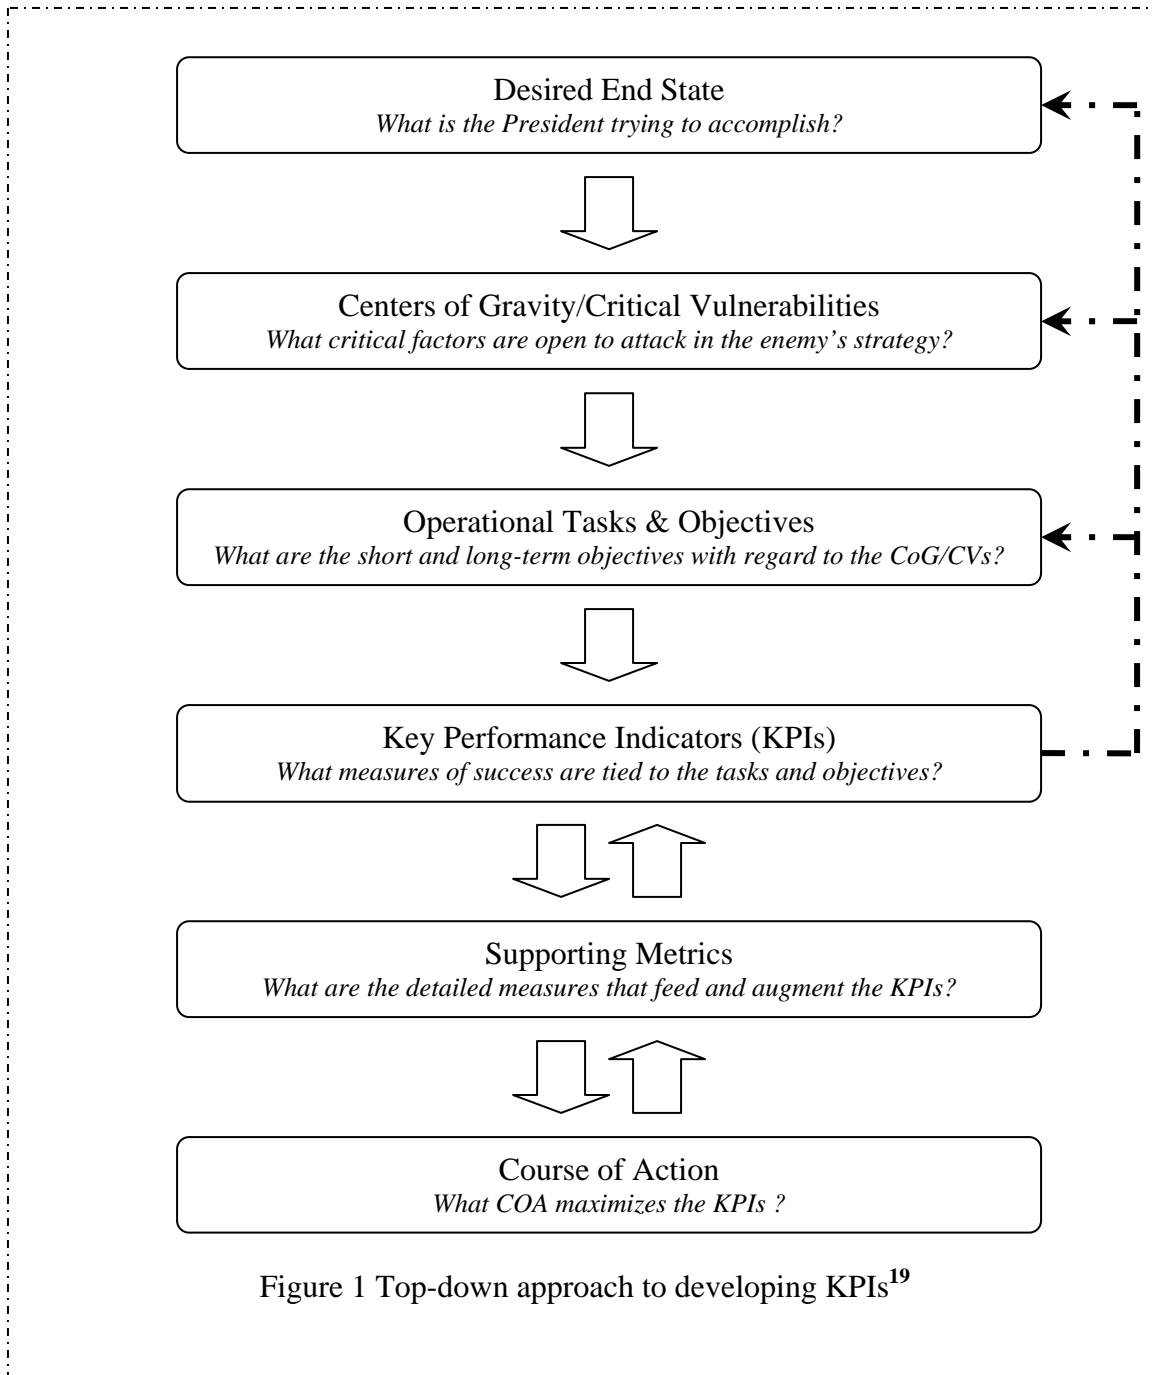 Desired End State
What is the President trying to accomplish?
Centers of Gravity/Critical Vulnerabilities
What critical factors are open to attack in the enemy’s strategy?
Operational Tasks & Objectives
What are the short and long-term objectives with regard to the CoG/CVs?
Key Performance Indicators (KPIs)
What measures of success are tied to the tasks and objectives?
Supporting Metrics
What are the detailed measures that feed and augment the KPIs?
Course of Action
What COA maximizes the KPIs ?
Figure 1 Top-down approach to developing KPIs19